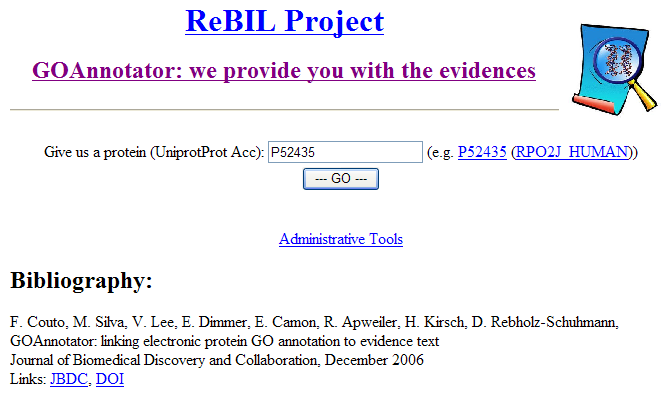 ReBIL Project
GOAnnotator: we provide you with the evidences
Give us a protein (UniprotProt Acc): P52435 (e.g. P52435 (RPO2J_HUMAN))
--- GO ---
Administrative Tools
Bibliography:
F. Couto, M. Silva, V. Lee, E. Dimmer, E. Camon, R. Apweiler, H. Kirsch, D. Rebholz-Schuhmann,
GOAnnotator: linking electronic protein GO annotation to evidence text
Journal of Biomedical Discovery and Collaboration, December 2006
Links: JBDC, DOI